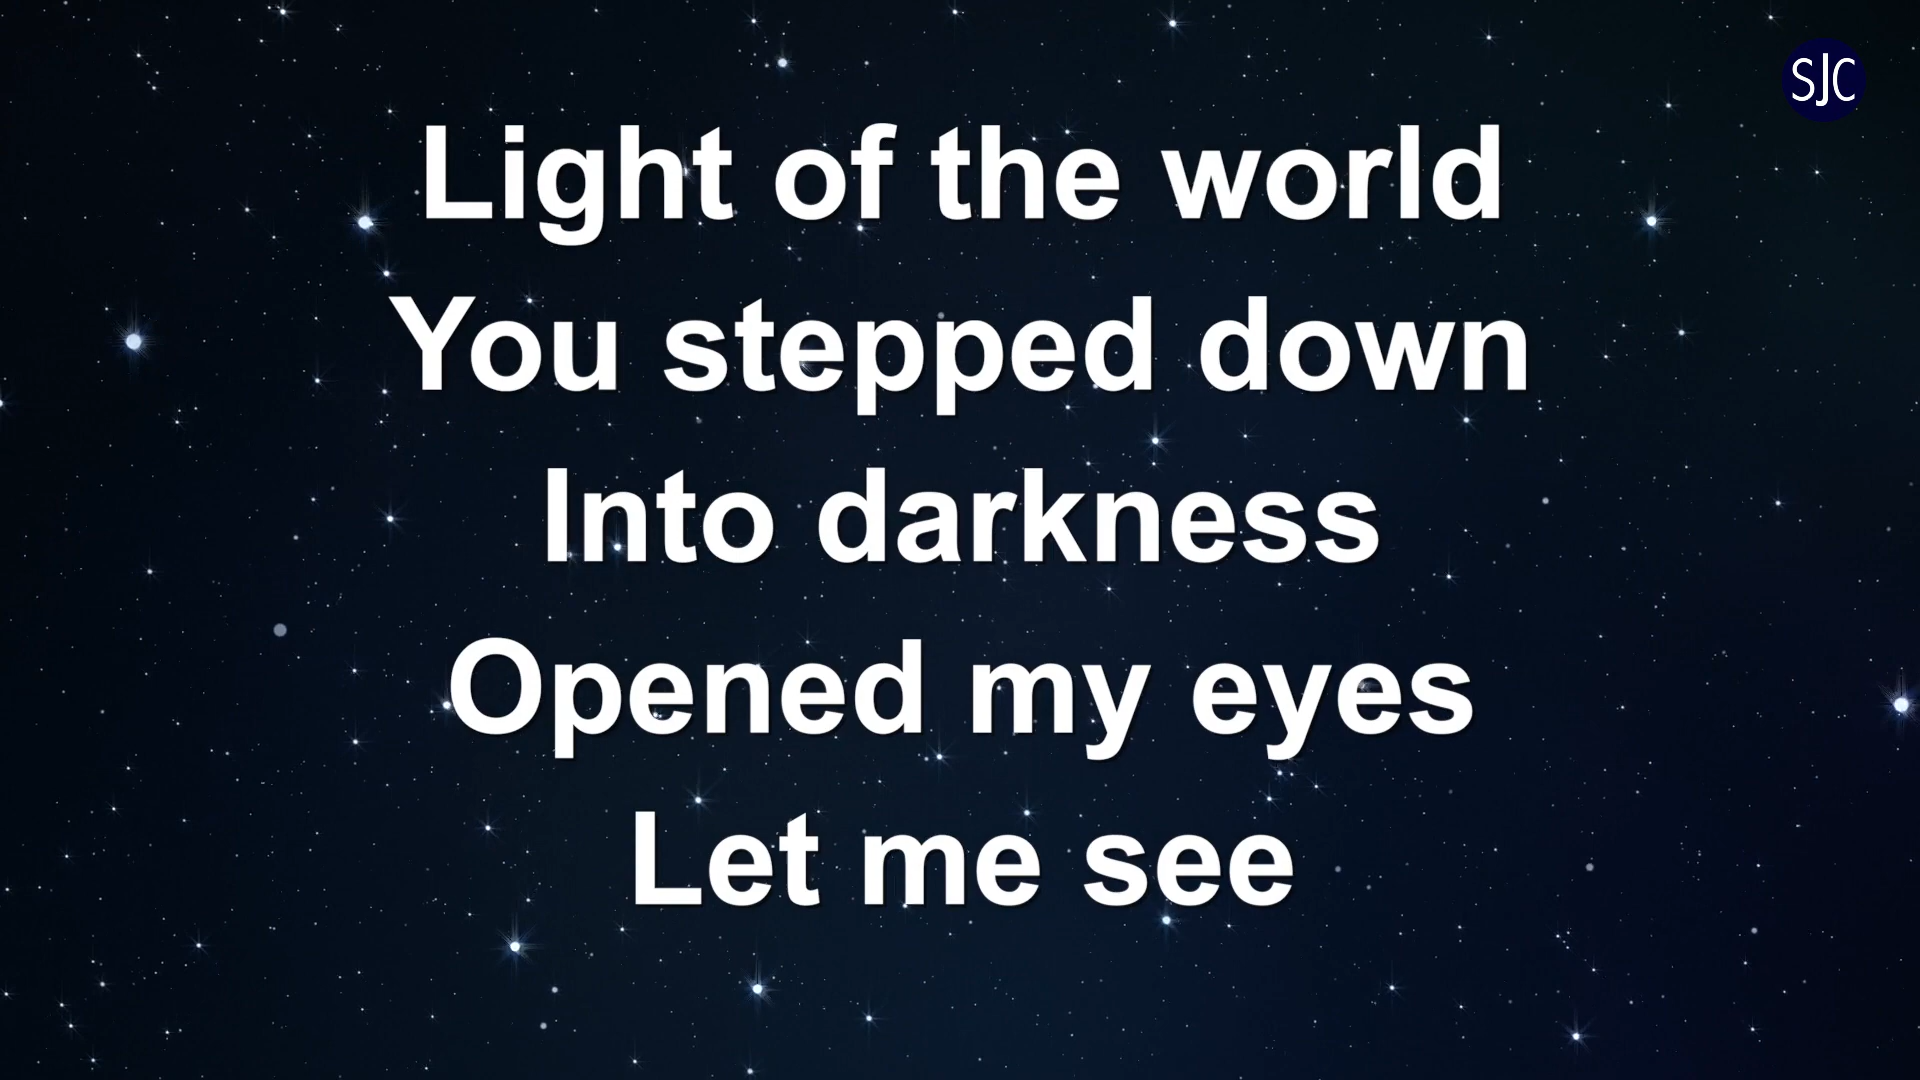 SJC
Light of the world
You stepped down
Into darkness
Opened my eyes
Let me see